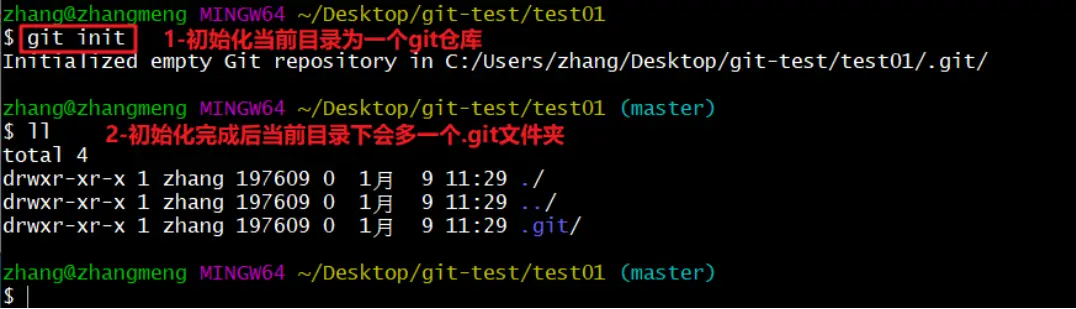 zhang@zhangmeng MINGW64 ~/Desktop/git-test/test01
$ git init 1-初始化当前目录为一个git仓库
Initialized empty Git repository in C:/Users/zhang/Desktop/git-test/test01/.git/
zhang@zhangmeng MINGW64 ~/Desktop/git-test/test01 (master)
$ ll 2-初始化完成后当前目录下会多一个.git文件夹
total 4
drwxr-xr-x 1 zhang 197609 0 1月 9 11:29 ./
drwxr-xr-x 1 zhang 197609 0 1月 9 11:29 ../
drwxr-xr-x 1 zhang 197609 0 1月 9 11:29 .git/
zhang@zhangmeng MINGW64 ~/Desktop/git-test/test01 (master)
$